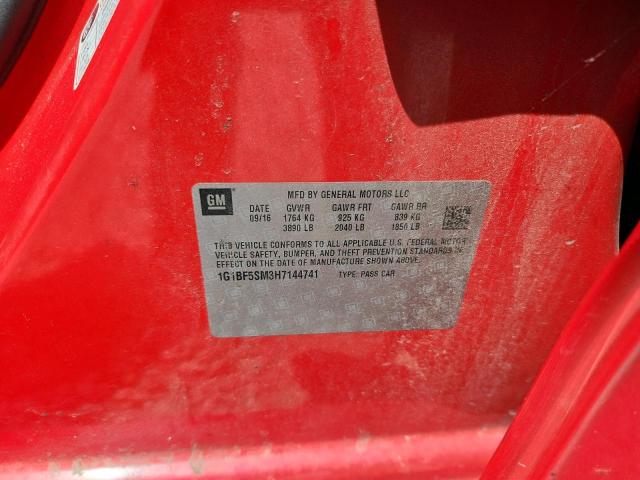 GM
MFD BY GENERAL MOTORS LLC
DATE GVWR GAWR FRT GAWR RR
09/16 1764 KG 925 KG 839 KG
3890 LB 2040 LB 1850 LB
THIS VEHICLE CONFORMS TO ALL APPLICABLE U.S. FEDERAL MOTOR
VEHICLE SAFETY, BUMPER, AND THEFT PREVENTION STANDARDS IN
EFFECT ON THE DATE OF MANUFACTURE SHOWN ABOVE.
1G1BF5SM3H7144741 TYPE: PASS CAR